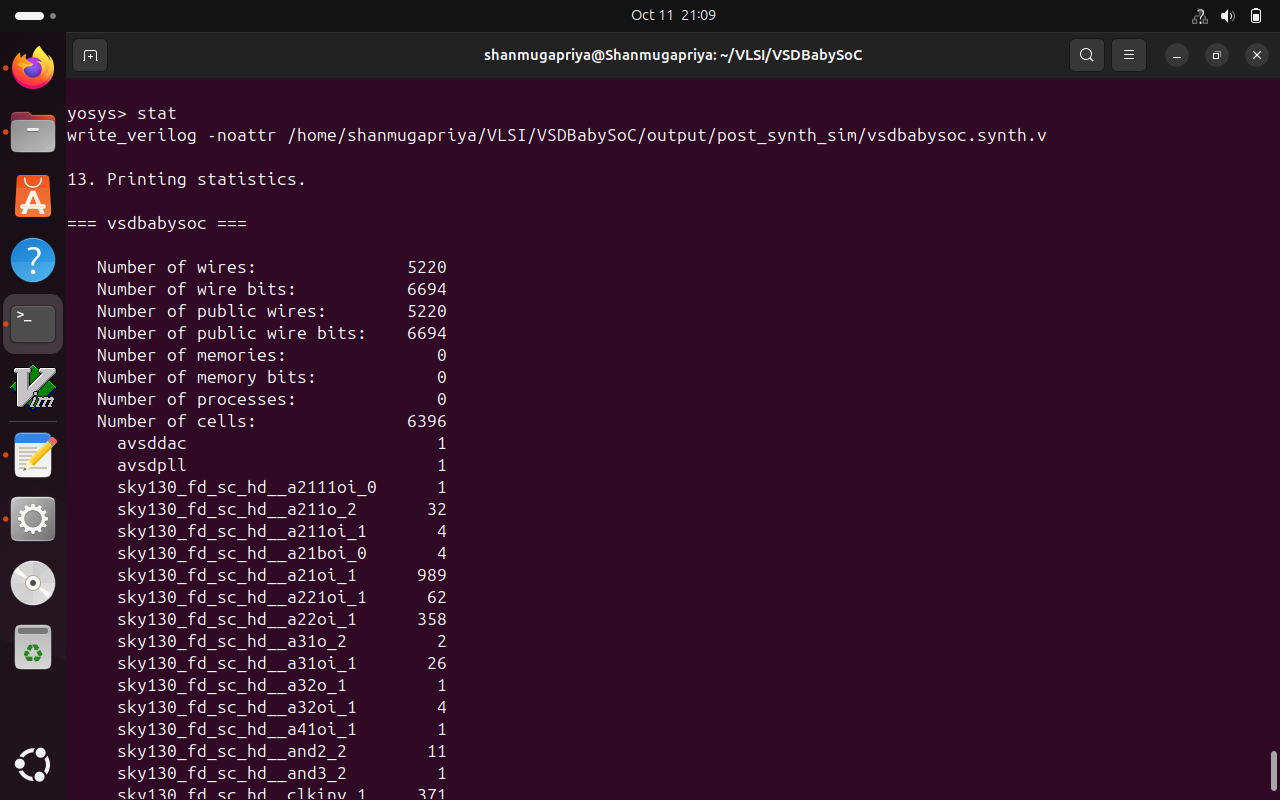 Oct 11 21:09
shanmugapriya@Shanmugapriya: ~/VLSI/VSDBabySoC
yosys> stat
write_verilog -noattr /home/shanmugapriya/VLSI/VSDBabySoC/output/post_synth_sim/vsdbabysoc.synth.v
13. Printing statistics.
=== vsdbabysoc ===
Number of wires: 5220
Number of wire bits: 6694
Number of public wires: 5220
Number of public wire bits: 6694
Number of memories: 0
Number of memory bits: 0
Number of processes: 0
Number of cells: 6396
avsddac 1
avsdpll 1
sky130_fd_sc_hd__a2111oi_0 1
sky130_fd_sc_hd__a211o_2 32
sky130_fd_sc_hd__a211oi_1 4
sky130_fd_sc_hd__a21boi_0 4
sky130_fd_sc_hd__a21oi_1 989
sky130_fd_sc_hd__a221oi_1 62
sky130_fd_sc_hd__a22oi_1 358
sky130_fd_sc_hd__a31o_2 2
sky130_fd_sc_hd__a31oi_1 26
sky130_fd_sc_hd__a32o_1 1
sky130_fd_sc_hd__a32oi_1 4
sky130_fd_sc_hd__a41oi_1 1
sky130_fd_sc_hd__and2_2 11
sky130_fd_sc_hd__and3_2 1
sky130_fd_sc_hd__clkinv_1 371